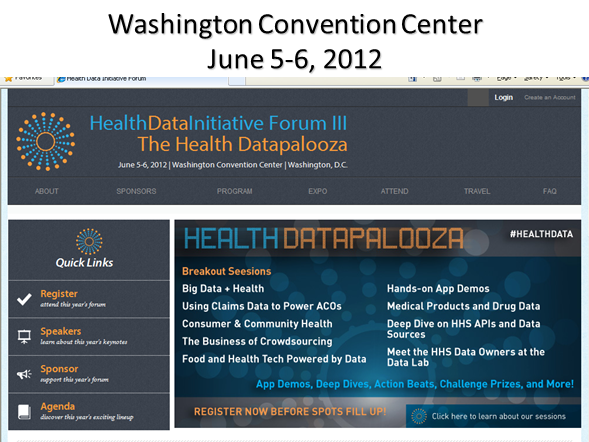 Washington Convention Center
June 5-6, 2012
Favorites
Health Data Initiative Forum
Page
Safety
Tools
Login
Create an Account
HealthDataInitiative Forum III
The Health Datapalooza
June 5-6, 2012 | Washington Convention Center | Washington, D.C.
ABOUT
SPONSORS
PROGRAM
EXPO
ATTEND
TRAVEL
FAQ
Quick Links
Register
attend this year's forum
Speakers
learn about this year's keynotes
Sponsor
support this year's forum
Agenda
discover this year's exciting lineup
HEALTH DATAPALOOZA
#HEALTHDATA
Breakout Seesions
Big Data + Health
Using Claims Data to Power ACOs
Consumer & Community Health
The Business of Crowdsourcing
Food and Health Tech Powered by Data
Hands-on App Demos
Medical Products and Drug Data
Deep Dive on HHS APIs and Data
Sources
Meet the HHS Data Owners at the
Data Lab
App Demos, Deep Dives, Action Beats, Challenge Prizes, and More!
REGISTER NOW BEFORE SPOTS FILL UP!
Click here to learn about our sessions